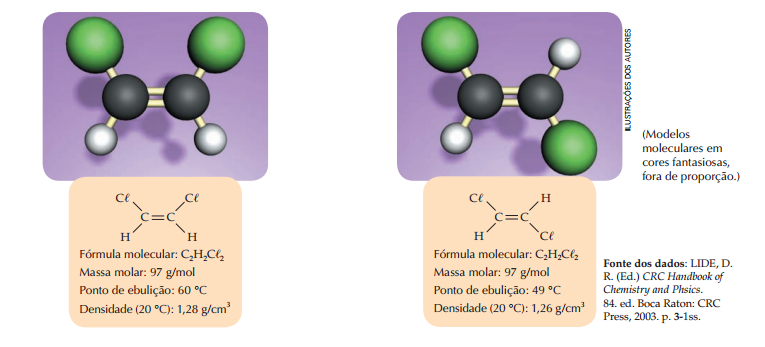 ILUSTRAÇÕES DOS AUTORES
(Modelos
moleculares em
cores fantasiosas,
fora de proporção.)
Cℓ Cℓ
C=C
H H
Fórmula molecular: C₂H₂Cℓ₂
Massa molar: 97 g/mol
Ponto de ebulição: 60 °C
Densidade (20 °C): 1,28 g/cm³
Cℓ H
C=C
H Cℓ
Fórmula molecular: C₂H₂Cℓ₂
Massa molar: 97 g/mol
Ponto de ebulição: 49 °C
Densidade (20 °C): 1,26 g/cm³
Fonte dos dados: LIDE, D.
R. (Ed.) CRC Handbook of
Chemistry and Phsics.
84. ed. Boca Raton: CRC
Press, 2003. p. 3-1ss.